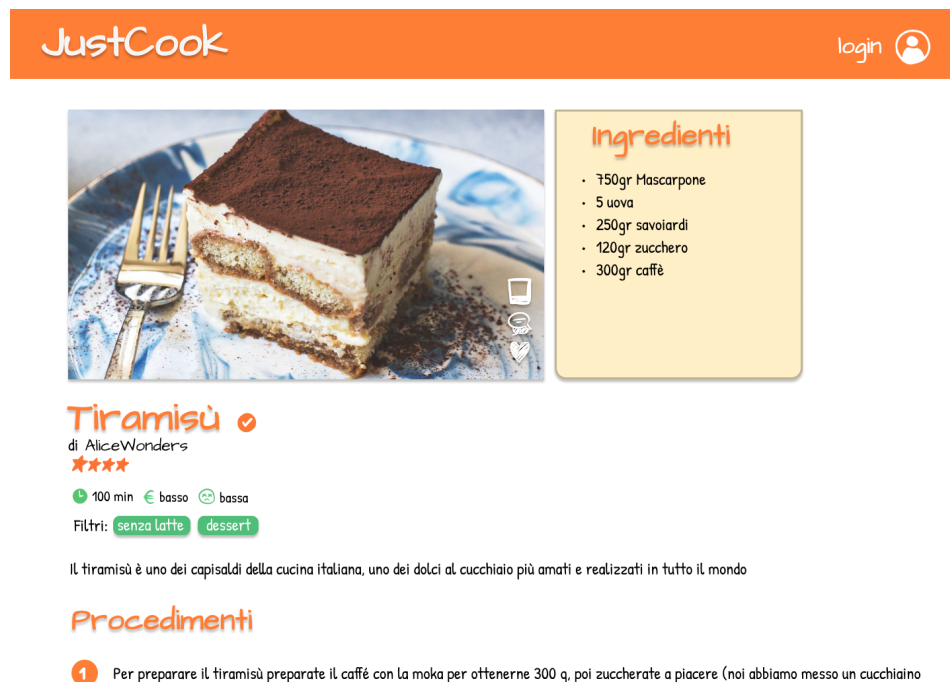 JustCook
login
Ingredienti
• 750gr Mascarpone
• 5 uova
• 250gr savoiardi
• 120gr zucchero
• 300gr caffè
Tiramisù
di AliceWonders
100 min € basso bassa
Filtri: senza latte dessert
Il tiramisù è uno dei capisaldi della cucina italiana, uno dei dolci al cucchiaio più amati e realizzati in tutto il mondo
Procedimenti
1 Per preparare il tiramisù preparate il caffé con la moka per ottenerne 300 g, poi zuccherate a piacere (noi abbiamo messo un cucchiaino